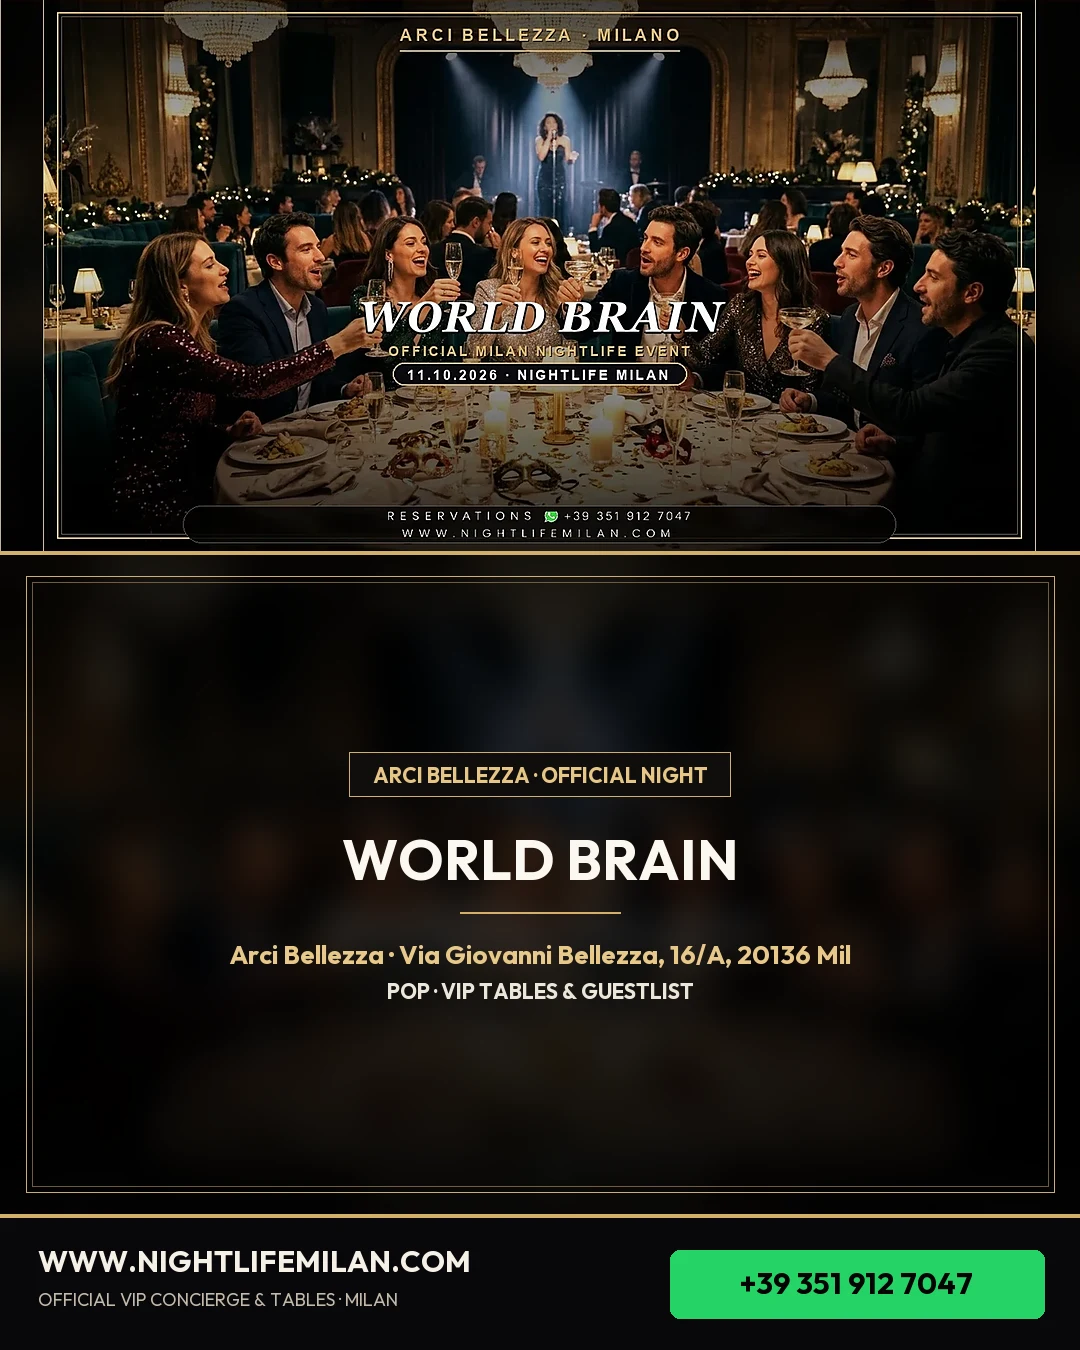 ARCI BELLEZZA · MILANO
WORLD BRAIN
OFFICIAL MILAN NIGHTLIFE EVENT
11.10.2026 · NIGHTLIFE MILAN
RESERVATIONS +39 351 912 7047
WWW.NIGHTLIFEMILAN.COM
ARCI BELLEZZA · OFFICIAL NIGHT
WORLD BRAIN
Arci Bellezza · Via Giovanni Bellezza, 16/A, 20136 Mil
POP · VIP TABLES & GUESTLIST
WWW.NIGHTLIFEMILAN.COM
OFFICIAL VIP CONCIERGE & TABLES · MILAN
+39 351 912 7047